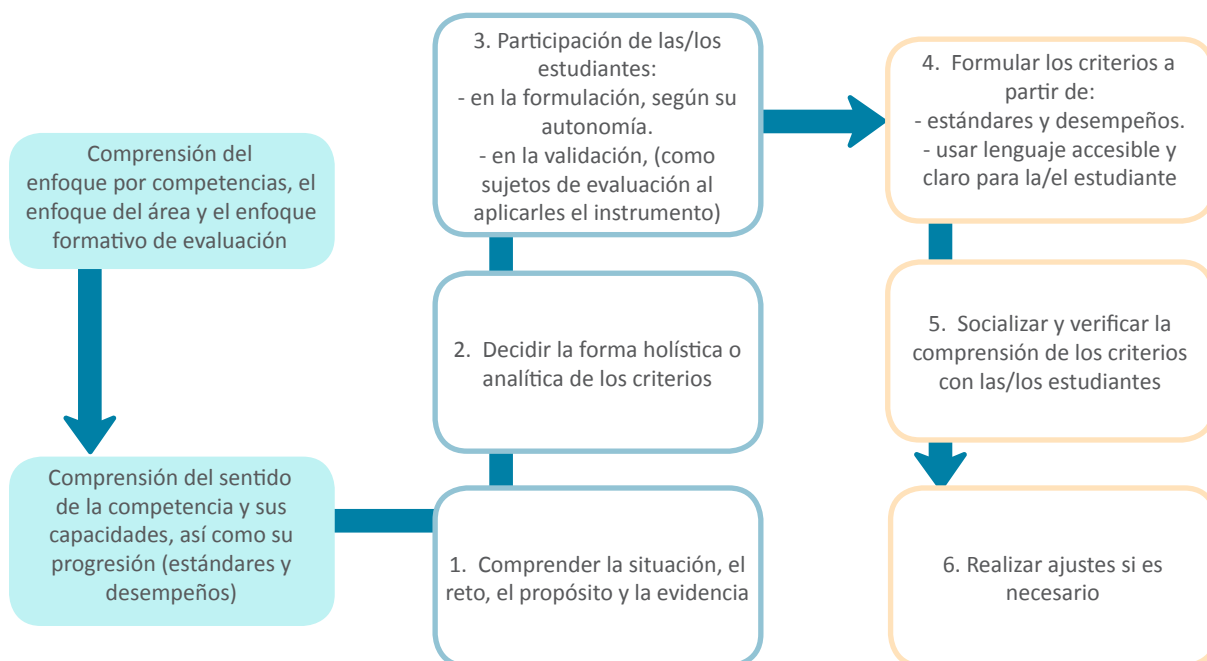 Comprensión del
enfoque por competencias, el
enfoque del área y el enfoque
formativo de evaluación
Comprensión del sentido
de la competencia y sus
capacidades, así como su
progresión (estándares y
desempeños)
1. Comprender la situación, el
reto, el propósito y la evidencia
2. Decidir la forma holística o
analítica de los criterios
3. Participación de las/los
estudiantes:
- en la formulación, según su
autonomía.
- en la validación, (como
sujetos de evaluación al
aplicarles el instrumento)
4. Formular los criterios a
partir de:
- estándares y desempeños.
- usar lenguaje accesible y
claro para la/el estudiante
5. Socializar y verificar la
comprensión de los criterios
con las/los estudiantes
6. Realizar ajustes si es
necesario